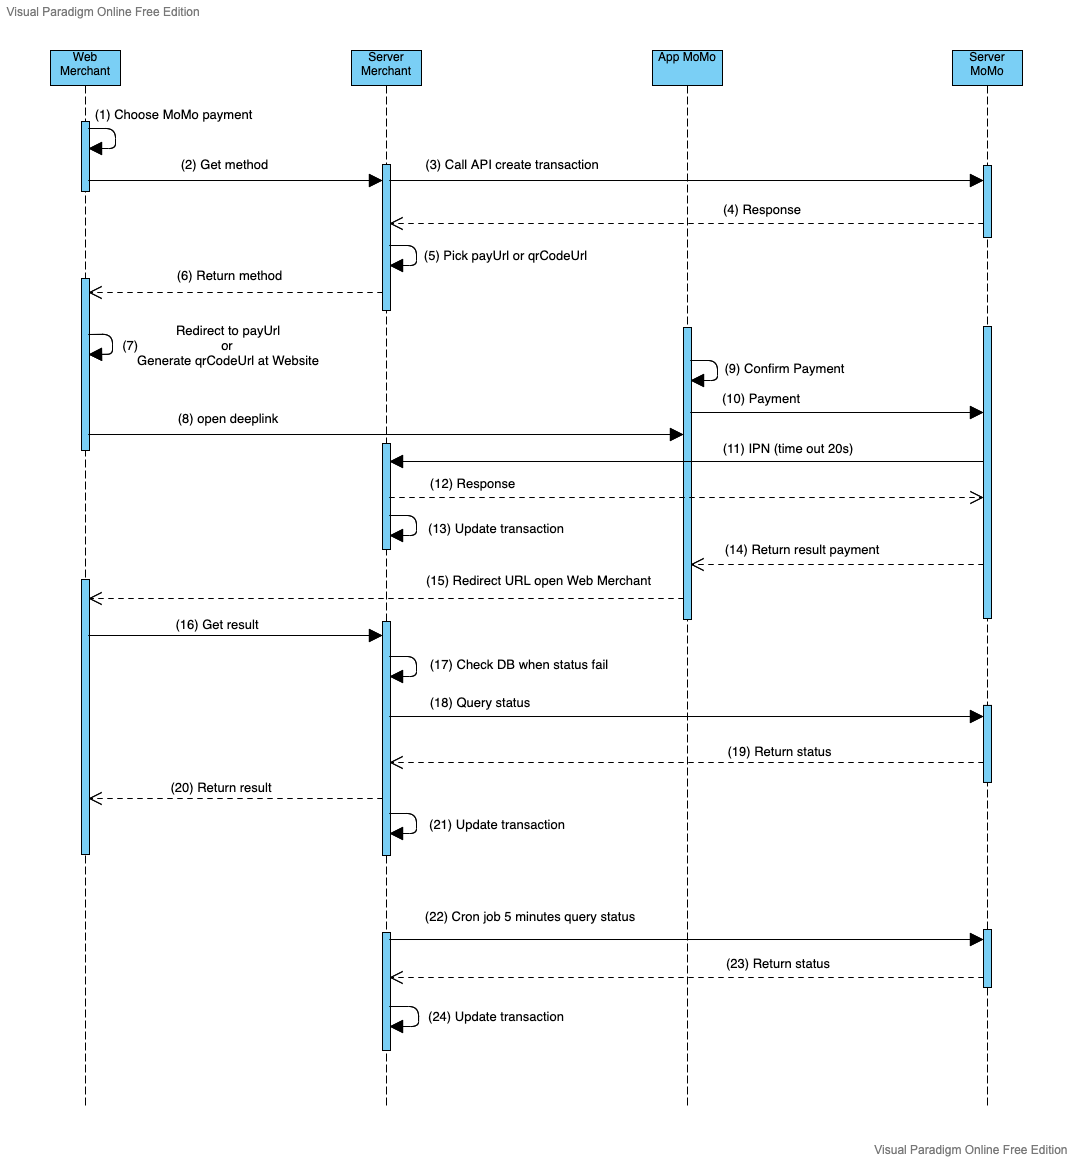 Visual Paradigm Online Free Edition
Web
Merchant
Server
Merchant
App MoMo
Server
MoMo
(1) Choose MoMo payment
(2) Get method
(3) Call API create transaction
(4) Response
(5) Pick payUrl or qrCodeUrl
(6) Return method
(7)
Redirect to payUrl
or
Generate qrCodeUrl at Website
(9) Confirm Payment
(10) Payment
(8) open deeplink
(11) IPN (time out 20s)
(12) Response
(13) Update transaction
(14) Return result payment
(15) Redirect URL open Web Merchant
(16) Get result
(17) Check DB when status fail
(18) Query status
(19) Return status
(20) Return result
(21) Update transaction
(22) Cron job 5 minutes query status
(23) Return status
(24) Update transaction
Visual Paradigm Online Free Edition